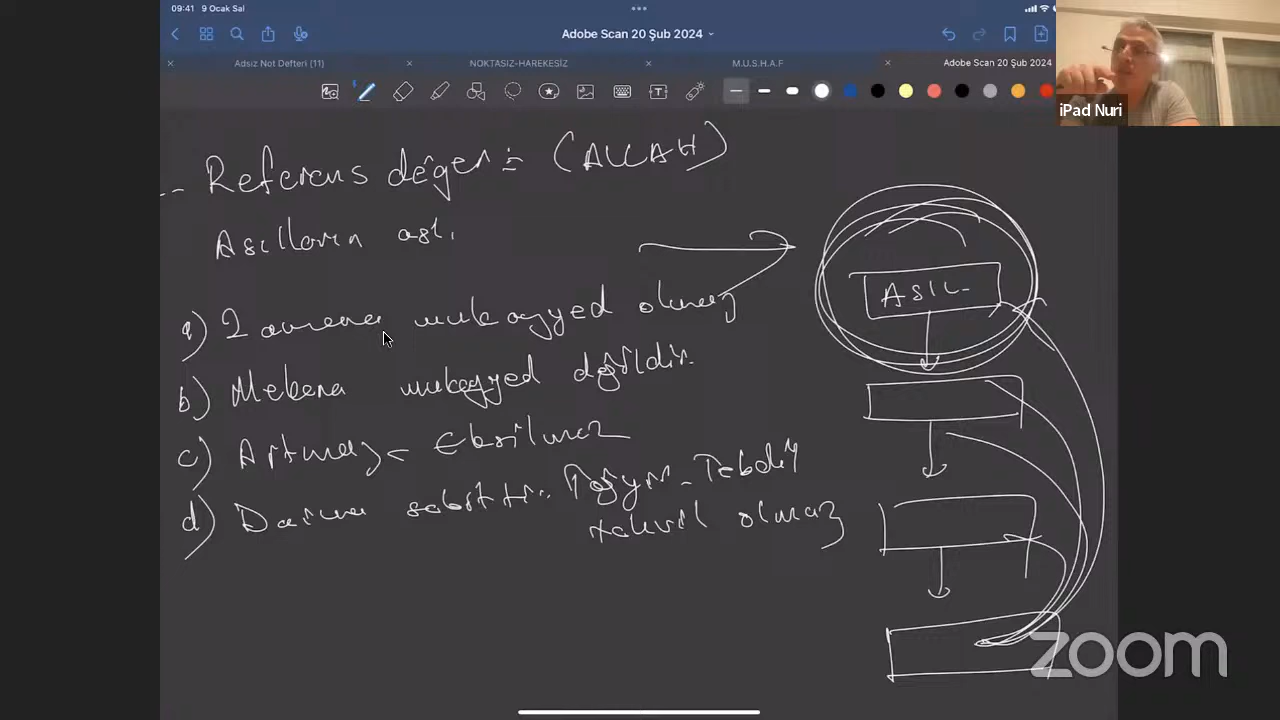 09:41 9 Ocak Sal
Adobe Scan 20 Şub 2024
Adsız Not Defteri (11)
NOKTASIZ-HAREKESİZ
M.U.S.H.A.F
Adobe Scan 20 Şub 2024
iPad Nuri
Referans değer := (ALLAH)
Asılların aslı
a) Zamana mukayyed olmaz
b) Mekana mukayyed değildir.
c) Artmaz - Eksilmaz
d) Daima sabittir. Tağyir - Tebdil
tahvil olmaz
ASIL
zoom